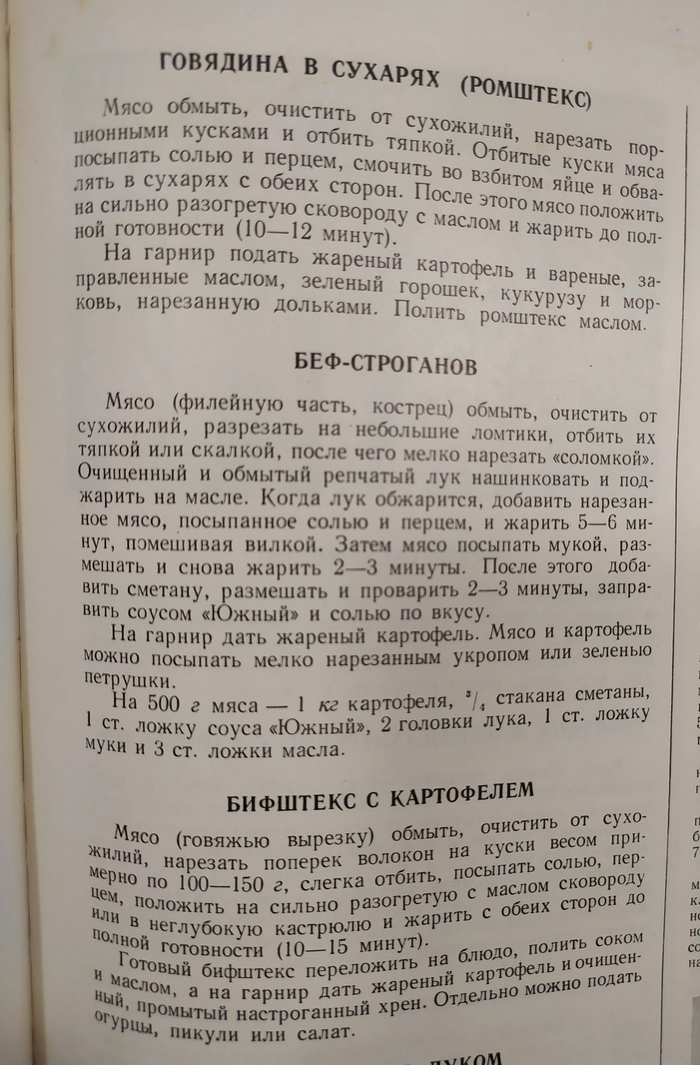 ГОВЯДИНА В СУХАРЯХ (РОМШТЕКС)
Мясо обмыть, очистить от сухожилий, нарезать пор-
ционными кусками и отбить тяпкой. Отбитые куски мяса
посыпать солью и перцем, смочить во взбитом яйце и обва-
лять в сухарях с обеих сторон. После этого мясо положить
на сильно разогретую сковороду с маслом и жарить до пол-
ной готовности (10—12 минут).
На гарнир подать жареный картофель и вареные, за-
правленные маслом, зеленый горошек, кукурузу и мор-
ковь, нарезанную дольками. Полить ромштекс маслом.
БЕФ-СТРОГАНОВ
Мясо (филейную часть, кострец) обмыть, очистить от
сухожилий, разрезать на небольшие ломтики, отбить их
тяпкой или скалкой, после чего мелко нарезать «соломкой».
Очищенный и обмытый репчатый лук нашинковать и под-
жарить на масле. Когда лук обжарится, добавить нарезан-
ное мясо, посыпанное солью и перцем, и жарить 5—6 ми-
нут, помешивая вилкой. Затем мясо посыпать мукой, раз-
мешать и снова жарить 2—3 минуты. После этого доба-
вить сметану, размешать и проварить 2—3 минуты, запра-
вить соусом «Южный» и солью по вкусу.
На гарнир дать жареный картофель. Мясо и картофель
можно посыпать мелко нарезанным укропом или зеленью
петрушки.
На 500 г мяса — 1 кг картофеля, ³/₄ стакана сметаны,
1 ст. ложку соуса «Южный», 2 головки лука, 1 ст. ложку
муки и 3 ст. ложки масла.
БИФШТЕКС С КАРТОФЕЛЕМ
Мясо (говяжью вырезку) обмыть, очистить от сухо-
жилий, нарезать поперек волокон на куски весом при-
мерно по 100—150 г, слегка отбить, посыпать солью, пер-
цем, положить на сильно разогретую с маслом сковороду
или в неглубокую кастрюлю и жарить с обеих сторон до
полной готовности (10—15 минут).
Готовый бифштекс переложить на блюдо, полить соком
и маслом, а на гарнир дать жареный картофель и очищен-
ный, промытый настроганный хрен. Отдельно можно подать
огурцы, пикули или салат.
ЛУКОМ